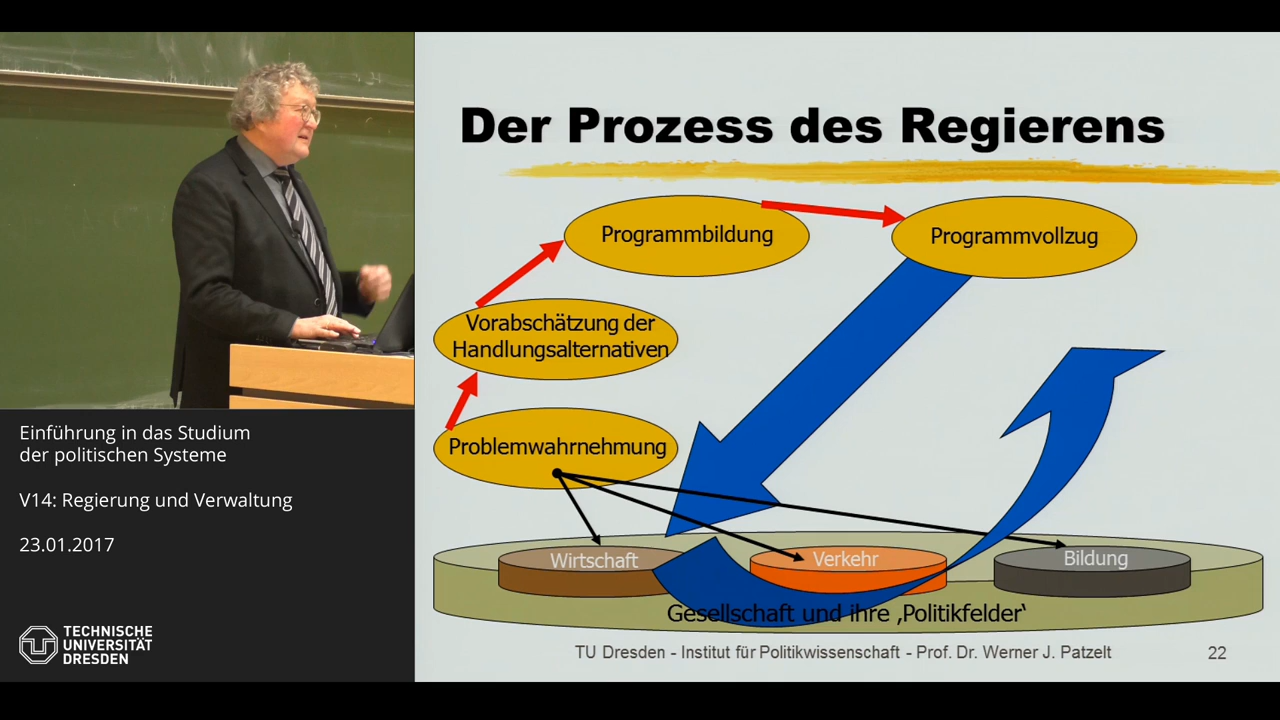 Der Prozess des Regierens
Programmbildung
Programmvollzug
Vorabschätzung der
Handlungsalternativen
Problemwahrnehmung
Wirtschaft
Verkehr
Bildung
Gesellschaft und ihre ‚Politikfelder‘
TU Dresden - Institut für Politikwissenschaft - Prof. Dr. Werner J. Patzelt
22
Einführung in das Studium
der politischen Systeme
V14: Regierung und Verwaltung
23.01.2017
TECHNISCHE
UNIVERSITÄT
DRESDEN